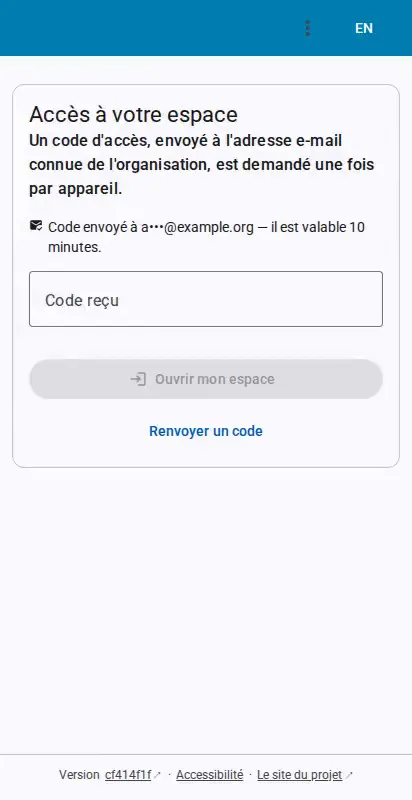 EN
Accès à votre espace
Un code d'accès, envoyé à l'adresse e-mail
connue de l'organisation, est demandé une fois
par appareil.
Code envoyé à a•••@example.org — il est valable 10
minutes.
Code reçu
Ouvrir mon espace
Renvoyer un code
Version cf414f1f↗ · Accessibilité · Le site du projet↗